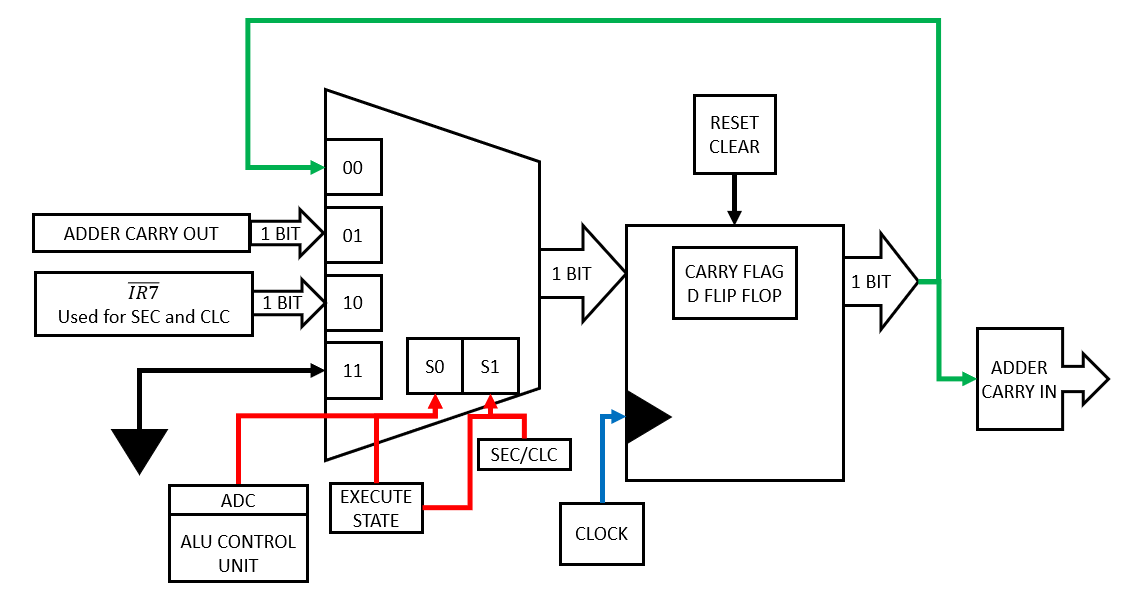 RESET
CLEAR
00
ADDER CARRY OUT
1 BIT
01
$\overline{IR7}$
Used for SEC and CLC
1 BIT
10
11
S0
S1
1 BIT
CARRY FLAG
D FLIP FLOP
1 BIT
ADDER
CARRY IN
SEC/CLC
ADC
ALU CONTROL
UNIT
EXECUTE
STATE
CLOCK